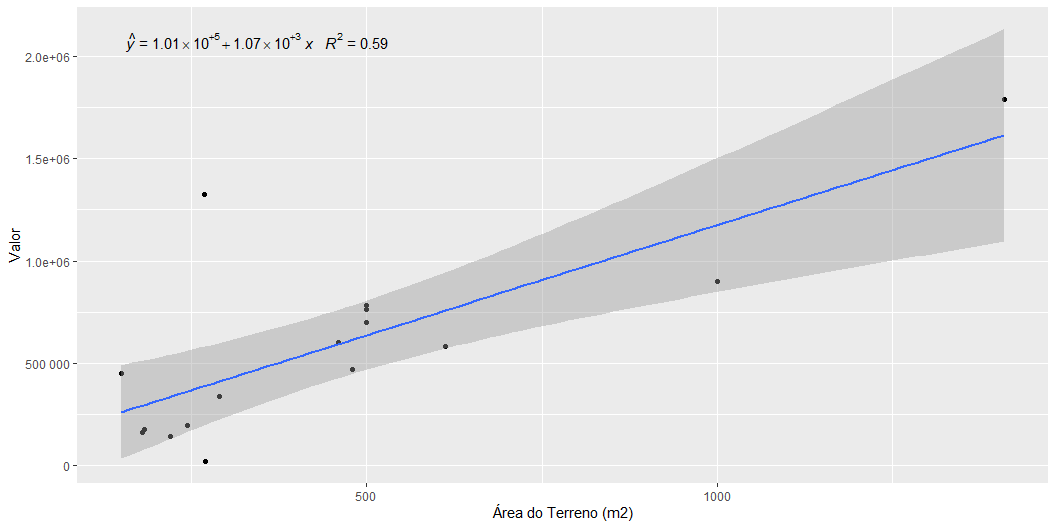 ŷ = 1.01 × 10⁺⁵ + 1.07 × 10⁺³ x R² = 0.59
2.0e+06
1.5e+06
1.0e+06
500 000
0
Valor
500 1000
Área do Terreno (m2)